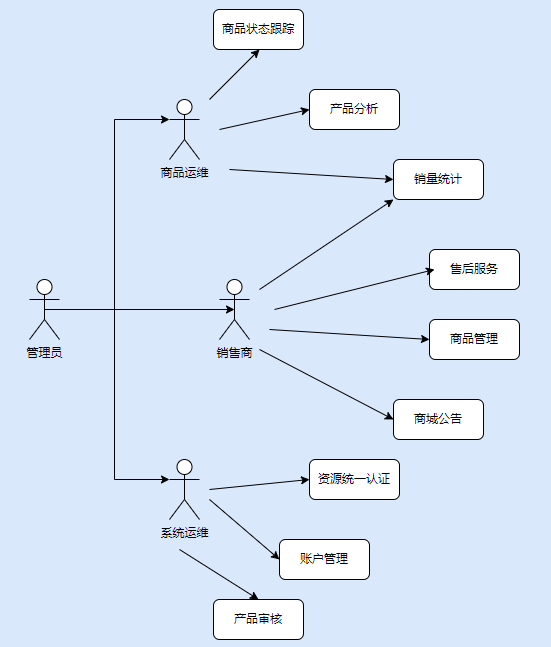 商品状态跟踪
产品分析
商品运维
销量统计
售后服务
管理员
销售商
商品管理
商城公告
资源统一认证
系统运维
账户管理
产品审核